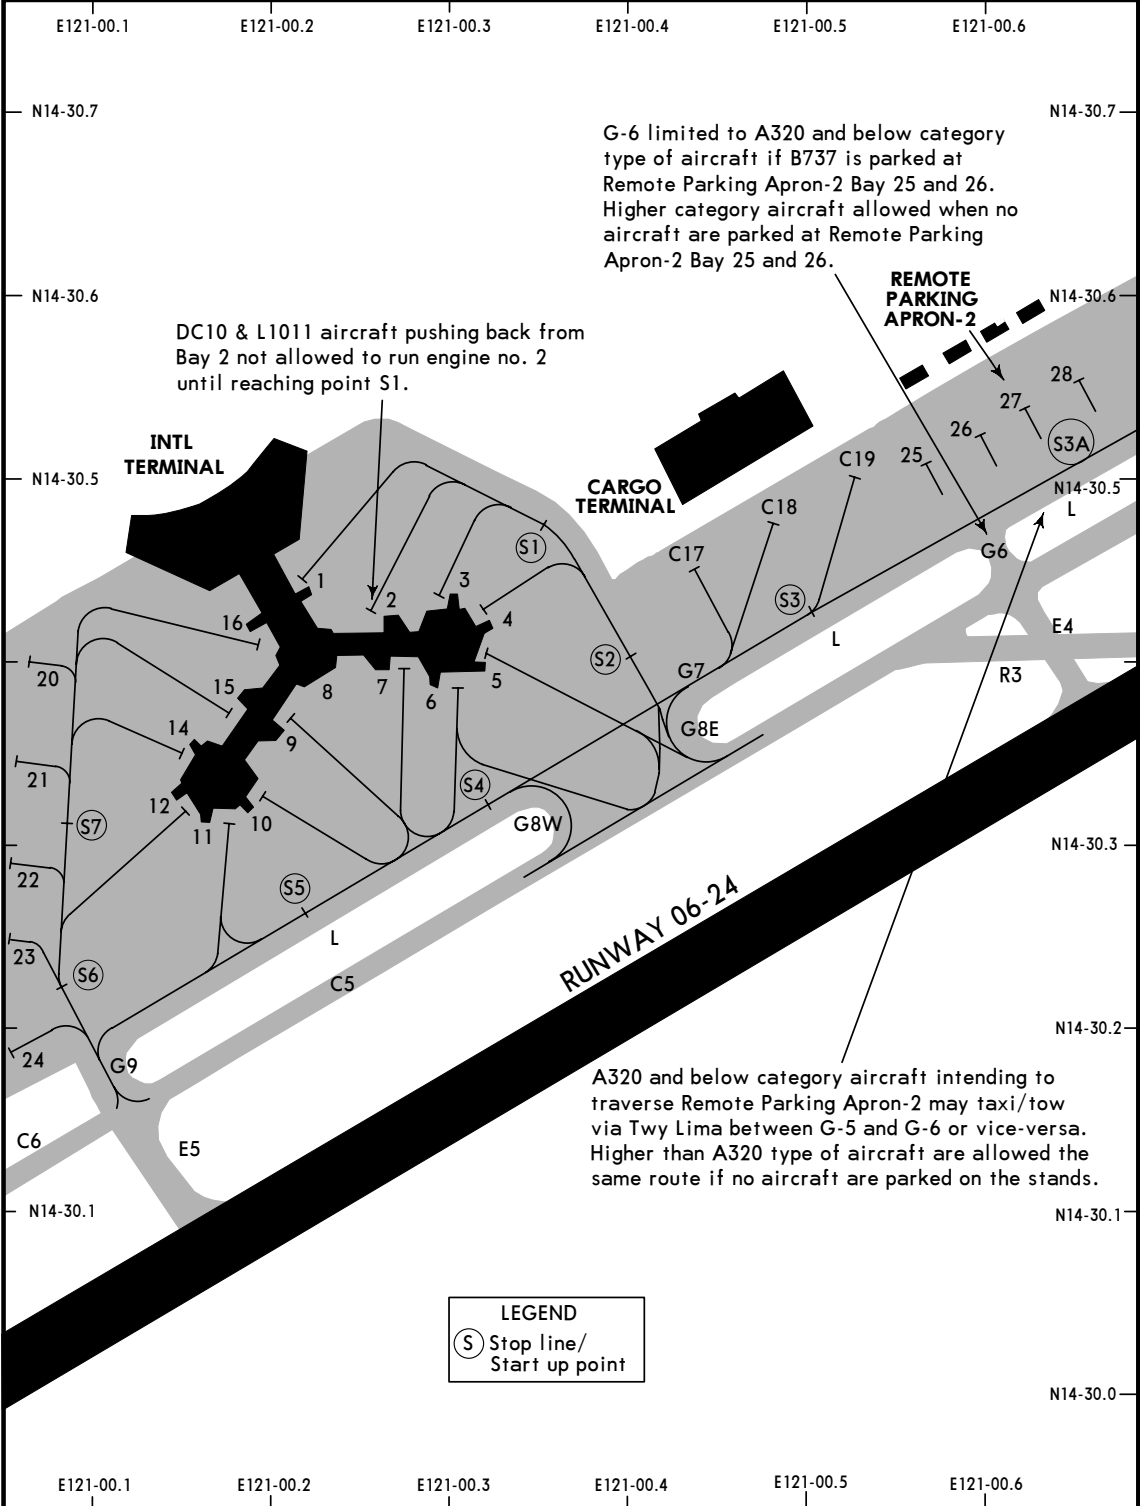 E121-00.1
E121-00.2
E121-00.3
E121-00.4
E121-00.5
E121-00.6
N14-30.7
N14-30.7
G-6 limited to A320 and below category
type of aircraft if B737 is parked at
Remote Parking Apron-2 Bay 25 and 26.
Higher category aircraft allowed when no
aircraft are parked at Remote Parking
Apron-2 Bay 25 and 26.
REMOTE
PARKING
APRON-2
N14-30.6
N14-30.6
DC10 & L1011 aircraft pushing back from
Bay 2 not allowed to run engine no. 2
until reaching point S1.
28
27
26
25
S3A
INTL
TERMINAL
N14-30.5
CARGO
TERMINAL
C19
N14-30.5
L
C18
C17
S1
G6
1
2
3
4
16
S3
E4
L
R3
20
15
8
7
6
5
S2
G7
14
9
G8E
21
12
11
10
S4
S7
G8W
N14-30.3
22
S5
RUNWAY 06-24
23
S6
L
C5
24
G9
N14-30.2
A320 and below category aircraft intending to
traverse Remote Parking Apron-2 may taxi/tow
via Twy Lima between G-5 and G-6 or vice-versa.
Higher than A320 type of aircraft are allowed the
same route if no aircraft are parked on the stands.
C6
E5
N14-30.1
N14-30.1
LEGEND
S Stop line/
Start up point
N14-30.0
E121-00.1
E121-00.2
E121-00.3
E121-00.4
E121-00.5
E121-00.6